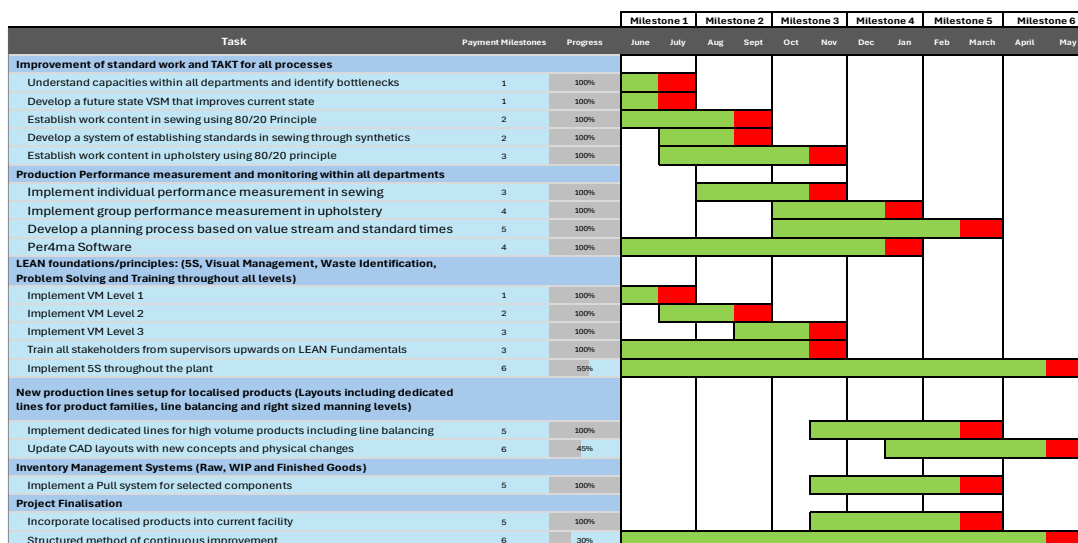 Milestone 1 Milestone 2 Milestone 3 Milestone 4 Milestone 5 Milestone 6
Task Payment Milestones Progress June July Aug Sept Oct Nov Dec Jan Feb March April May
Improvement of standard work and TAKT for all processes
Understand capacities within all departments and identify bottlenecks 1 100%
Develop a future state VSM that improves current state 1 100%
Establish work content in sewing using 80/20 Principle 2 100%
Develop a system of establishing standards in sewing through synthetics 2 100%
Establish work content in upholstery using 80/20 principle 3 100%
Production Performance measurement and monitoring within all departments
Implement individual performance measurement in sewing 3 100%
Implement group performance measurement in upholstery 4 100%
Develop a planning process based on value stream and standard times 5 100%
Per4ma Software 4 100%
LEAN foundations/principles: (5S, Visual Management, Waste Identification,
Problem Solving and Training throughout all levels)
Implement VM Level 1 1 100%
Implement VM Level 2 2 100%
Implement VM Level 3 3 100%
Train all stakeholders from supervisors upwards on LEAN Fundamentals 3 100%
Implement 5S throughout the plant 6 55%
New production lines setup for localised products (Layouts including dedicated
lines for product families, line balancing and right sized manning levels)
Implement dedicated lines for high volume products including line balancing 5 100%
Update CAD layouts with new concepts and physical changes 6 45%
Inventory Management Systems (Raw, WIP and Finished Goods)
Implement a Pull system for selected components 5 100%
Project Finalisation
Incorporate localised products into current facility 5 100%
Structured method of continuous improvement 6 30%